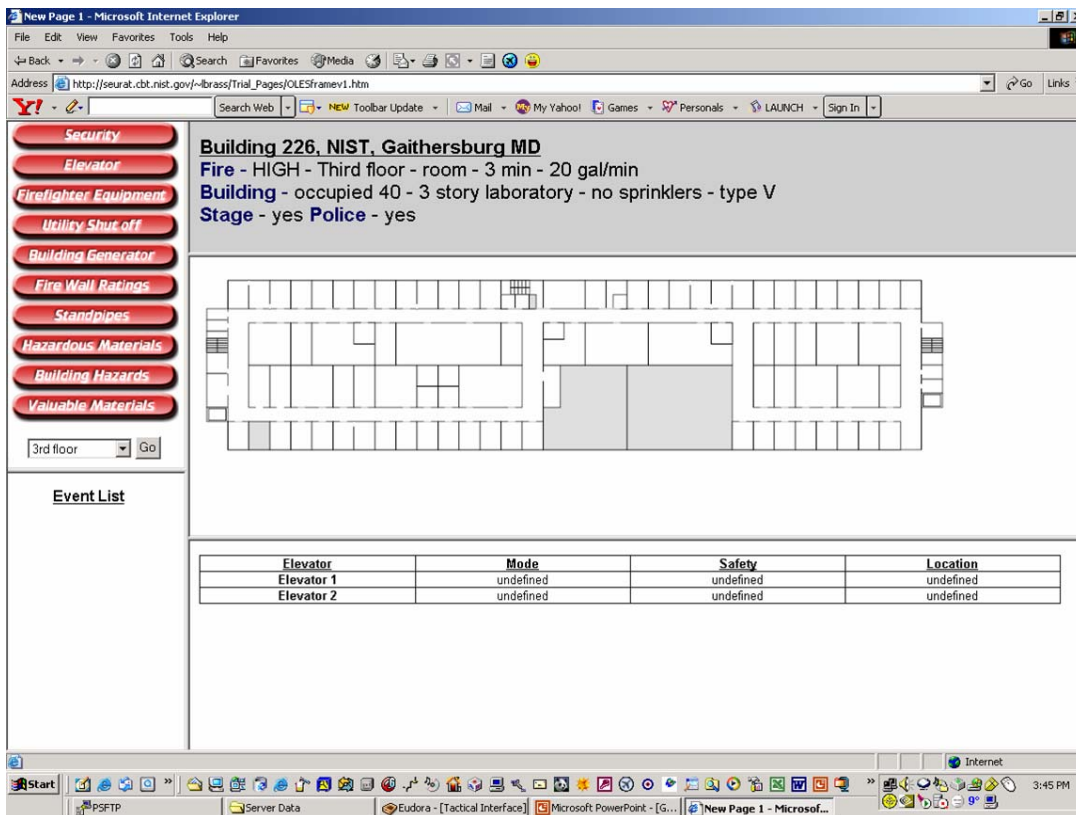 New Page 1 - Microsoft Internet Explorer
File Edit View Favorites Tools Help
Back Search Favorites Media
Address http://seurat.cbt.nist.gov/~lbrass/Trial_Pages/OLESframev1.htm Go Links
Y! Search Web NEW Toolbar Update Mail My Yahoo! Games Personals LAUNCH Sign In
Security
Elevator
Firefighter Equipment
Utility Shut off
Building Generator
Fire Wall Ratings
Standpipes
Hazardous Materials
Building Hazards
Valuable Materials
3rd floor Go
Event List
Building 226, NIST, Gaithersburg MD
Fire - HIGH - Third floor - room - 3 min - 20 gal/min
Building - occupied 40 - 3 story laboratory - no sprinklers - type V
Stage - yes Police - yes
Elevator Mode Safety Location
Elevator 1 undefined undefined undefined
Elevator 2 undefined undefined undefined
Internet
Start 3:45 PM
PSFTP Server Data Eudora - [Tactical Interface] Microsoft PowerPoint - [G... New Page 1 - Microsof... 9°